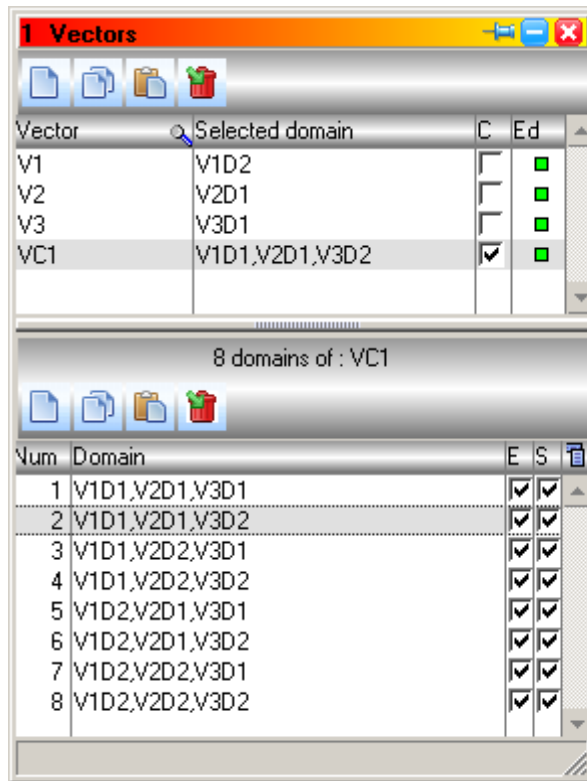 1 Vectors
Vector Selected domain C Ed
V1 V1D2
V2 V2D1
V3 V3D1
VC1 V1D1,V2D1,V3D2
8 domains of : VC1
Num Domain E S
1 V1D1,V2D1,V3D1
2 V1D1,V2D1,V3D2
3 V1D1,V2D2,V3D1
4 V1D1,V2D2,V3D2
5 V1D2,V2D1,V3D1
6 V1D2,V2D1,V3D2
7 V1D2,V2D2,V3D1
8 V1D2,V2D2,V3D2